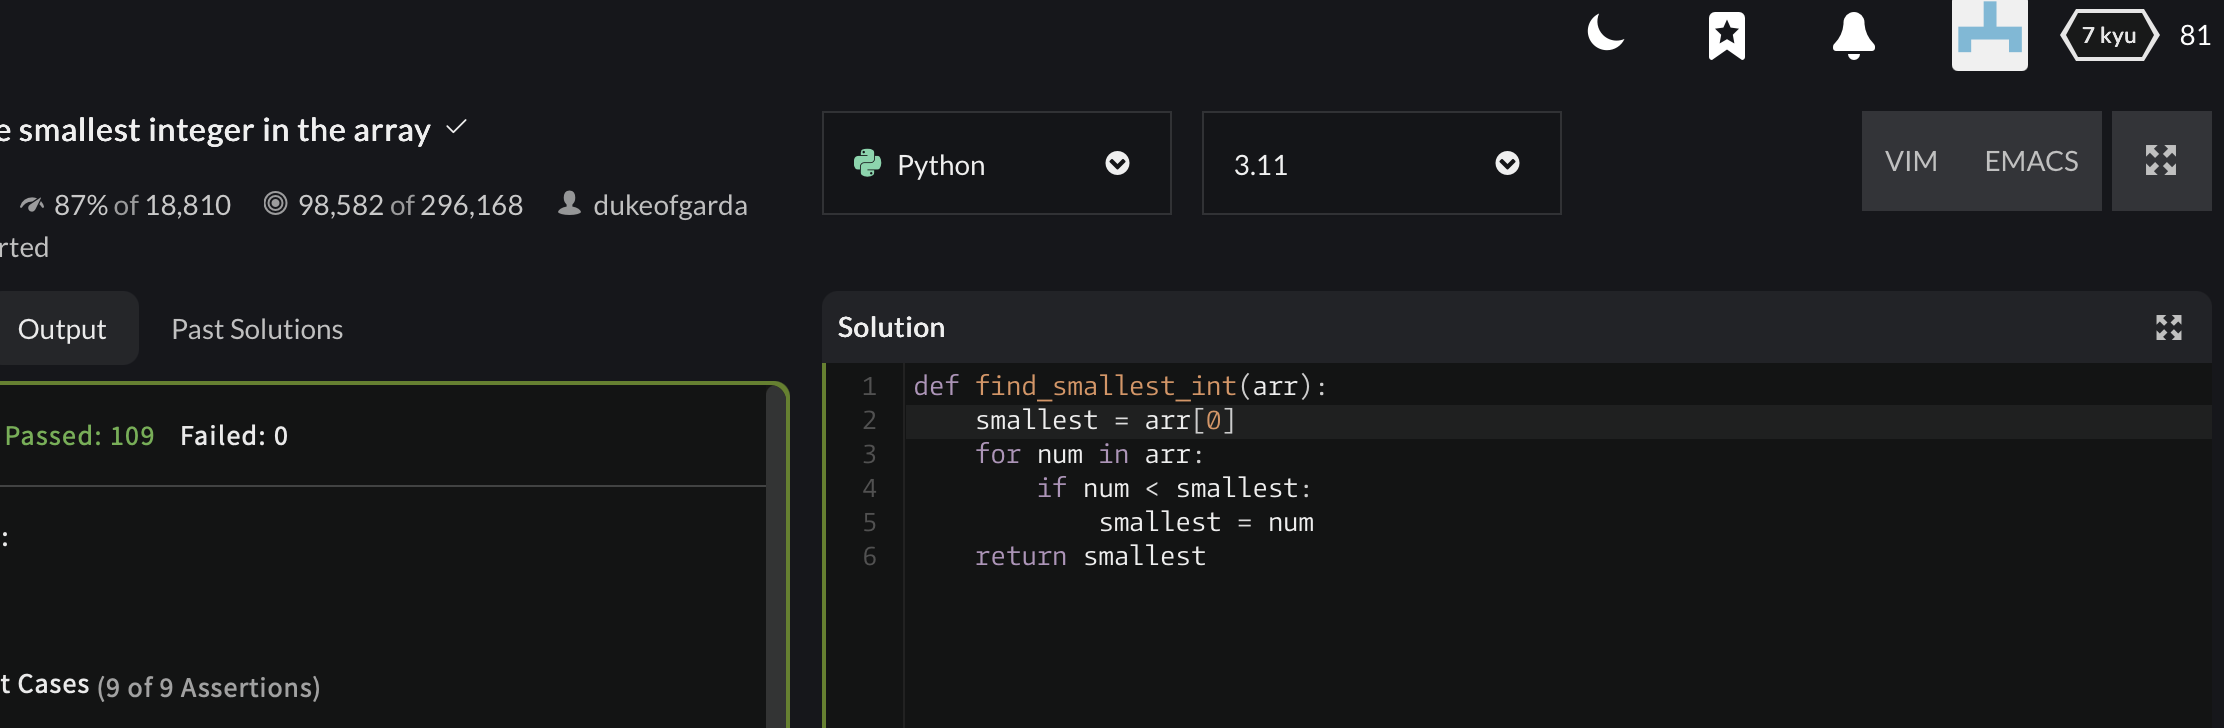 7 kyu 81
e smallest integer in the array
Python 3.11 VIM EMACS
87% of 18,810 98,582 of 296,168 dukeofgarda
rted
Output Past Solutions
Passed: 109 Failed: 0
:
t Cases (9 of 9 Assertions)
Solution
1 def find_smallest_int(arr):
2     smallest = arr[0]
3     for num in arr:
4         if num < smallest:
5             smallest = num
6     return smallest